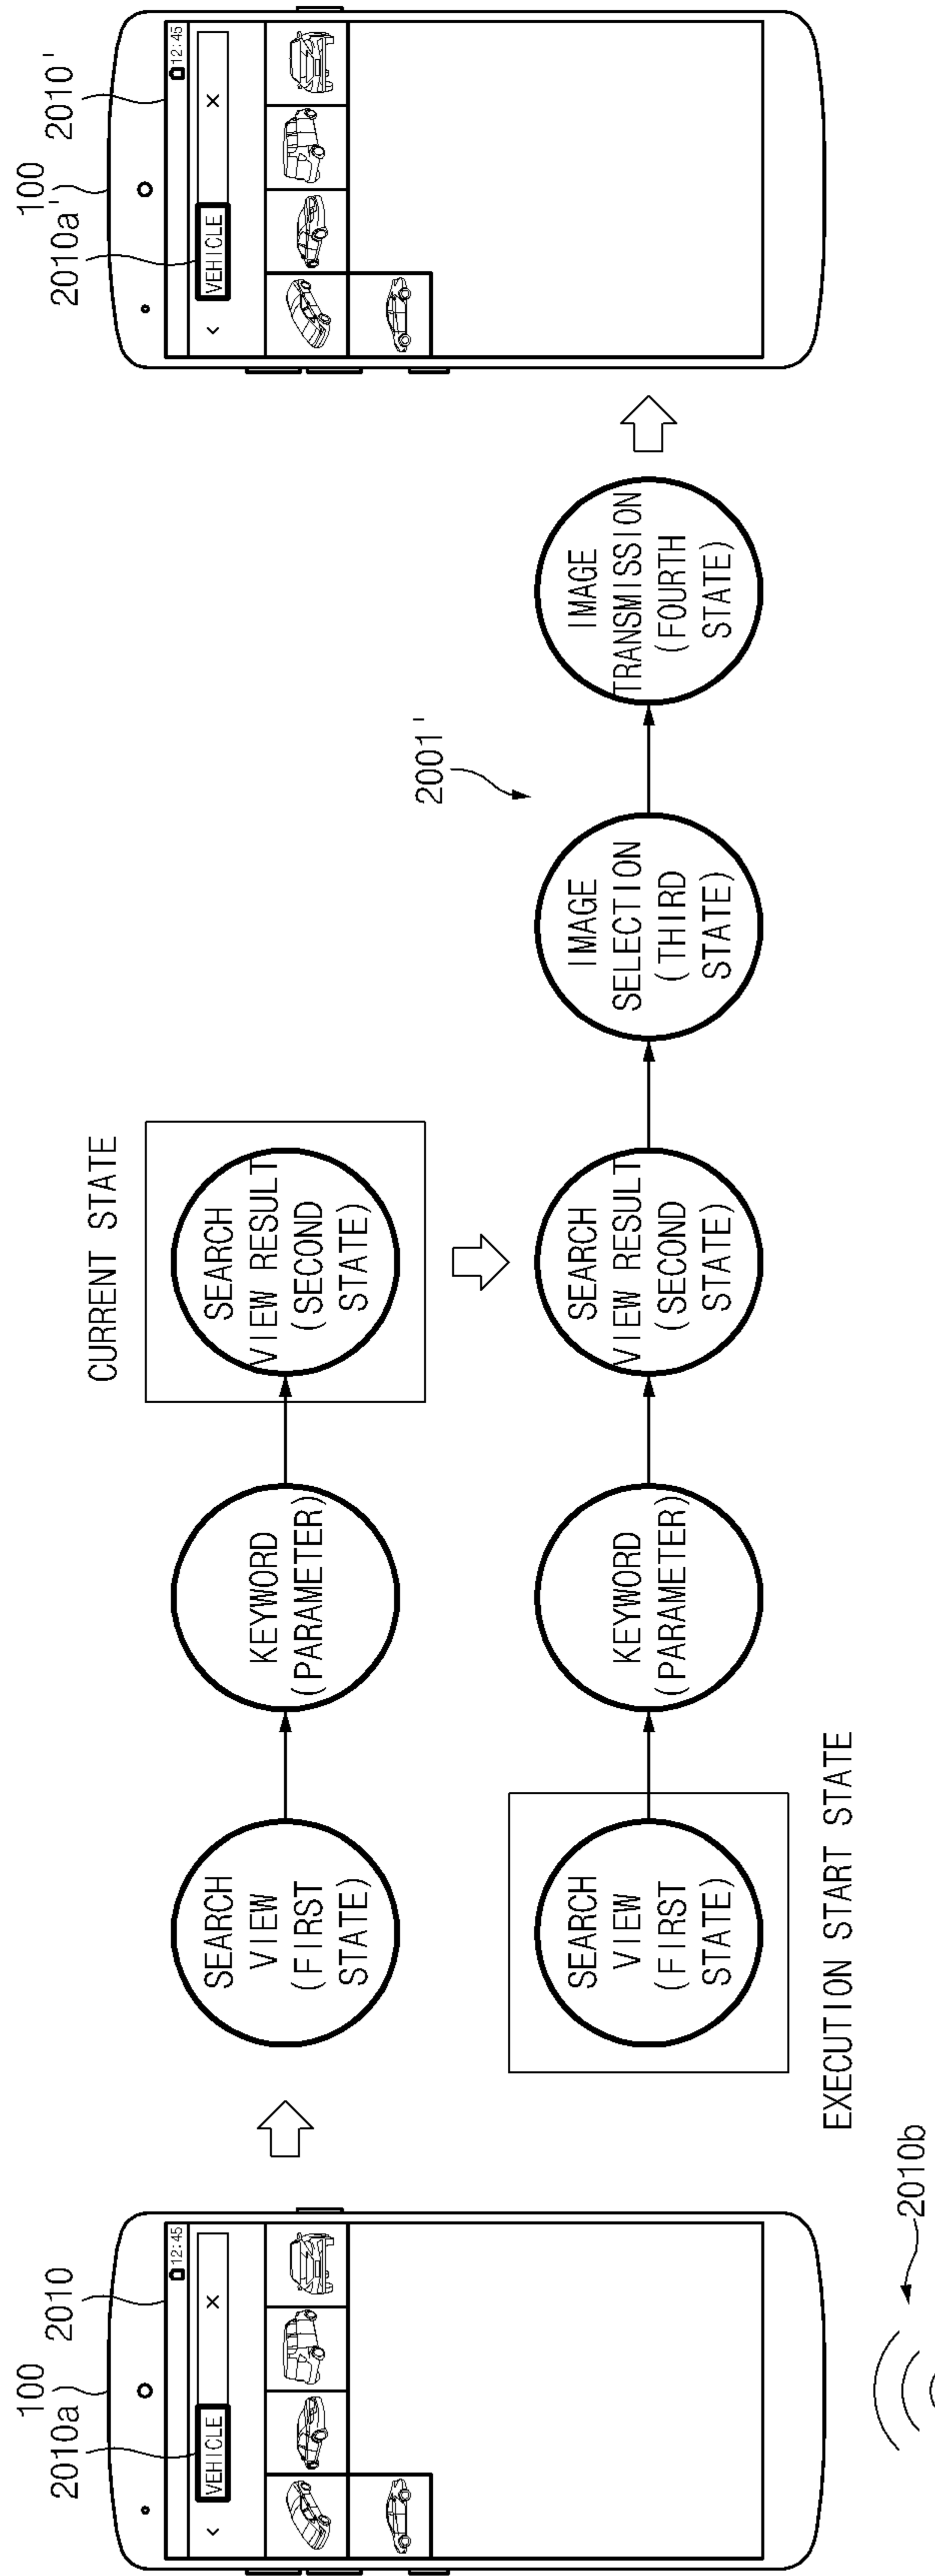 100
2010a
2010
12:45
<
VEHICLE
×
2010b
CURRENT STATE
SEARCH
VIEW
(FIRST
STATE)
KEYWORD
(PARAMETER)
SEARCH
VIEW RESULT
(SECOND
STATE)
2001'
SEARCH
VIEW
(FIRST
STATE)
EXECUTION START STATE
KEYWORD
(PARAMETER)
SEARCH
VIEW RESULT
(SECOND
STATE)
IMAGE
SELECTION
(THIRD
STATE)
IMAGE
TRANSMISSION
(FOURTH
STATE)
100
2010a'
2010'
12:45
<
VEHICLE
×